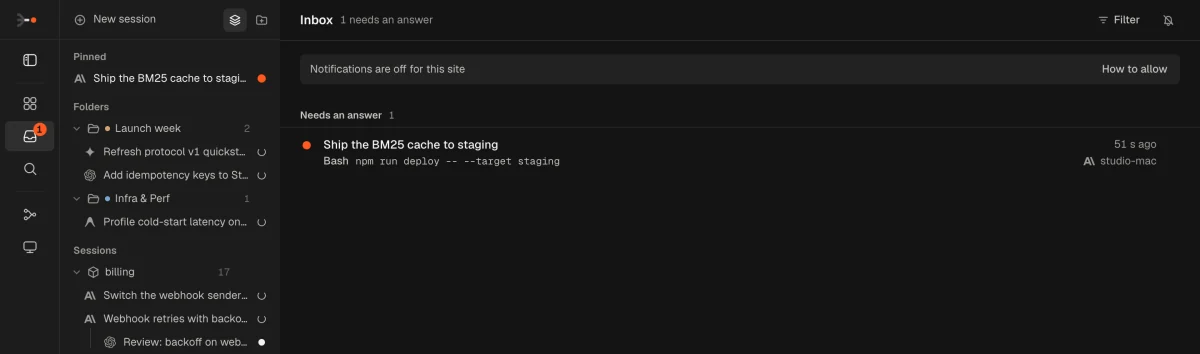 New session
Inbox 1 needs an answer
Filter
Pinned
Ship the BM25 cache to stagi...
Folders
Launch week 2
Refresh protocol v1 quickst...
Add idempotency keys to St...
Infra & Perf 1
Profile cold-start latency on...
Sessions
billing 17
Switch the webhook sender...
Webhook retries with backo...
Review: backoff on web...
1
Notifications are off for this site
How to allow
Needs an answer 1
Ship the BM25 cache to staging
51 s ago
Bash npm run deploy -- --target staging
studio-mac